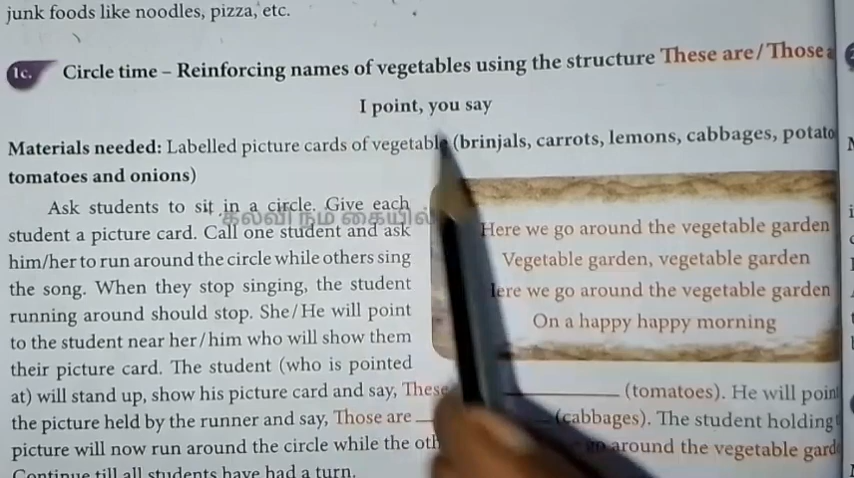 junk foods like noodles, pizza, etc.
1c. Circle time – Reinforcing names of vegetables using the structure These are/Those
I point, you say
Materials needed: Labelled picture cards of vegetable (brinjals, carrots, lemons, cabbages, potato
tomatoes and onions)
Ask students to sit in a circle. Give each
student a picture card. Call one student and ask
him/her to run around the circle while others sing
the song. When they stop singing, the student
running around should stop. She/He will point
to the student near her/him who will show them
their picture card. The student (who is pointed
கல்வி நம் கையில்
Here we go around the vegetable garden
Vegetable garden, vegetable garden
ere we go around the vegetable garden
On a happy happy morning
at) will stand up, show his picture card and say, These ________ (tomatoes). He will poin
the picture held by the runner and say, Those are ________ (cabbages). The student holding
picture will now run around the circle while the oth go around the vegetable gard
Continue till all students have had a turn.